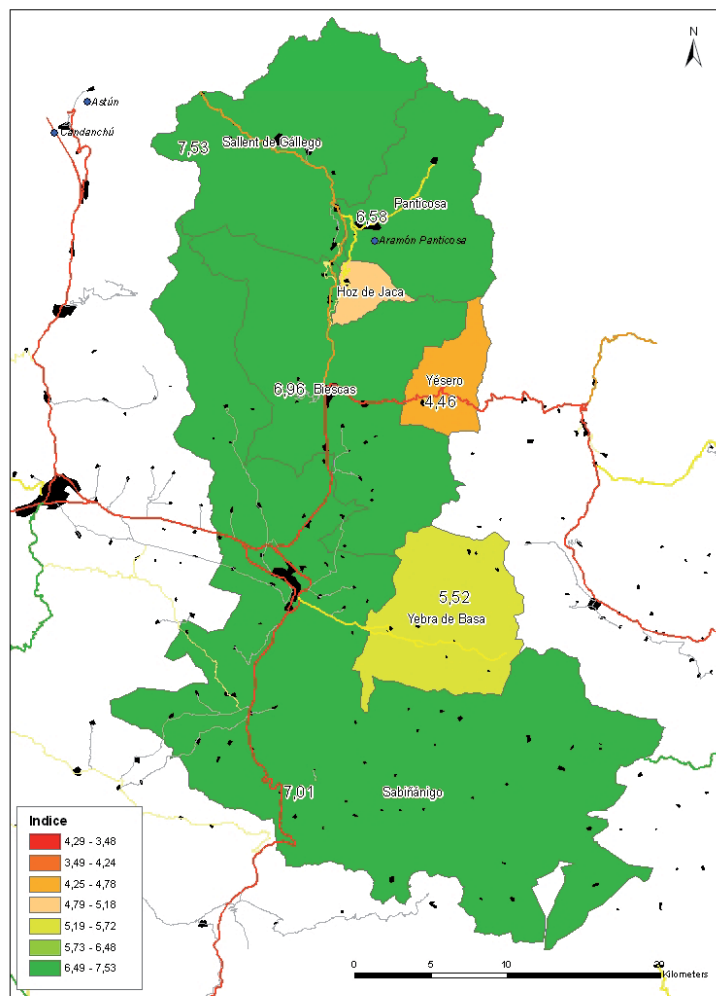 N
Astún
Candanchú
7,53
Sallent de Gállego
Panticosa
6,58
Aramón Panticosa
Hoz de Jaca
Yésero
4,46
6,96 Biescas
5,52
Yebra de Basa
7,01
Sabiñánigo
Indice
4,29 - 3,48
3,49 - 4,24
4,25 - 4,78
4,79 - 5,18
5,19 - 5,72
5,73 - 6,48
6,49 - 7,53
0 5 10 20
Kilometers